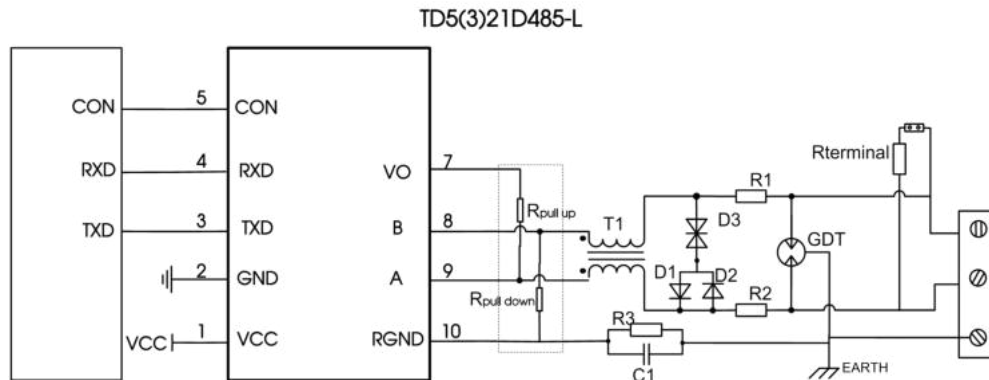 TD5(3)21D485-L
CON 5 CON
RXD 4 RXD
TXD 3 TXD
2 GND
VCC 1 VCC
VO 7
B 8
A 9
RGND 10
Rpull up
Rpull down
T1
D3
D1
D2
R1
R2
GDT
Rterminal
R3
C1
EARTH